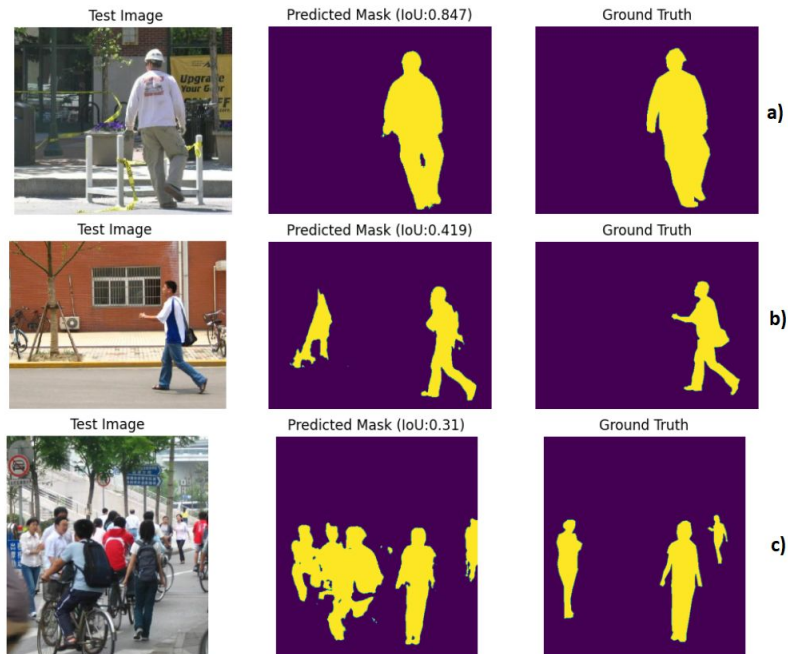 Test Image
Predicted Mask (IoU:0.847)
Ground Truth
Upgrade
Your G
OFF
a)
Test Image
Predicted Mask (IoU:0.419)
Ground Truth
b)
Test Image
Predicted Mask (IoU:0.31)
Ground Truth
c)